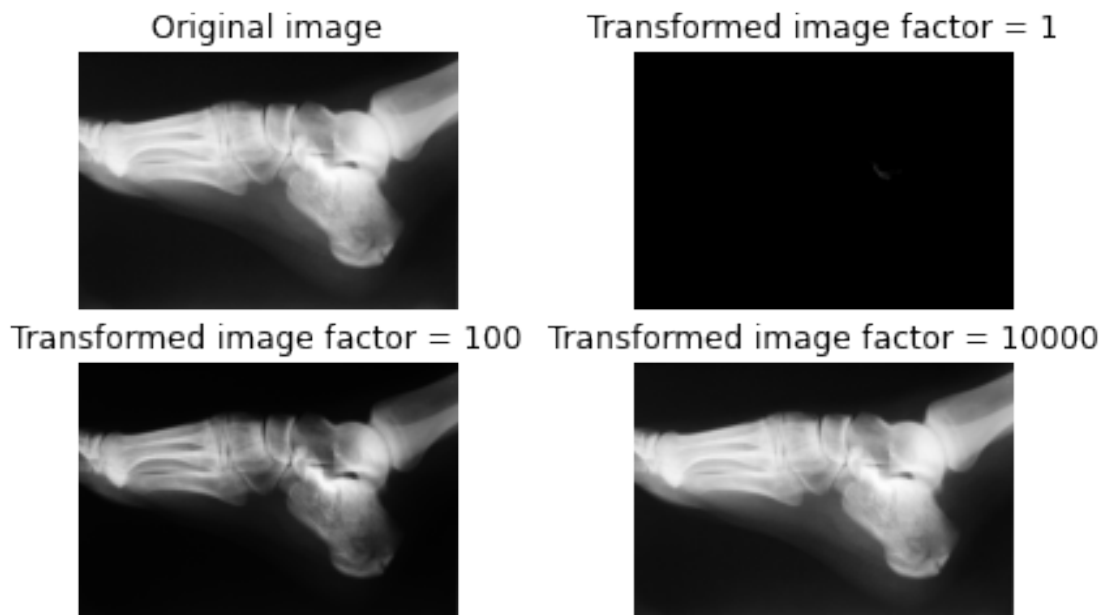 Original image
Transformed image factor = 1
Transformed image factor = 100
Transformed image factor = 10000